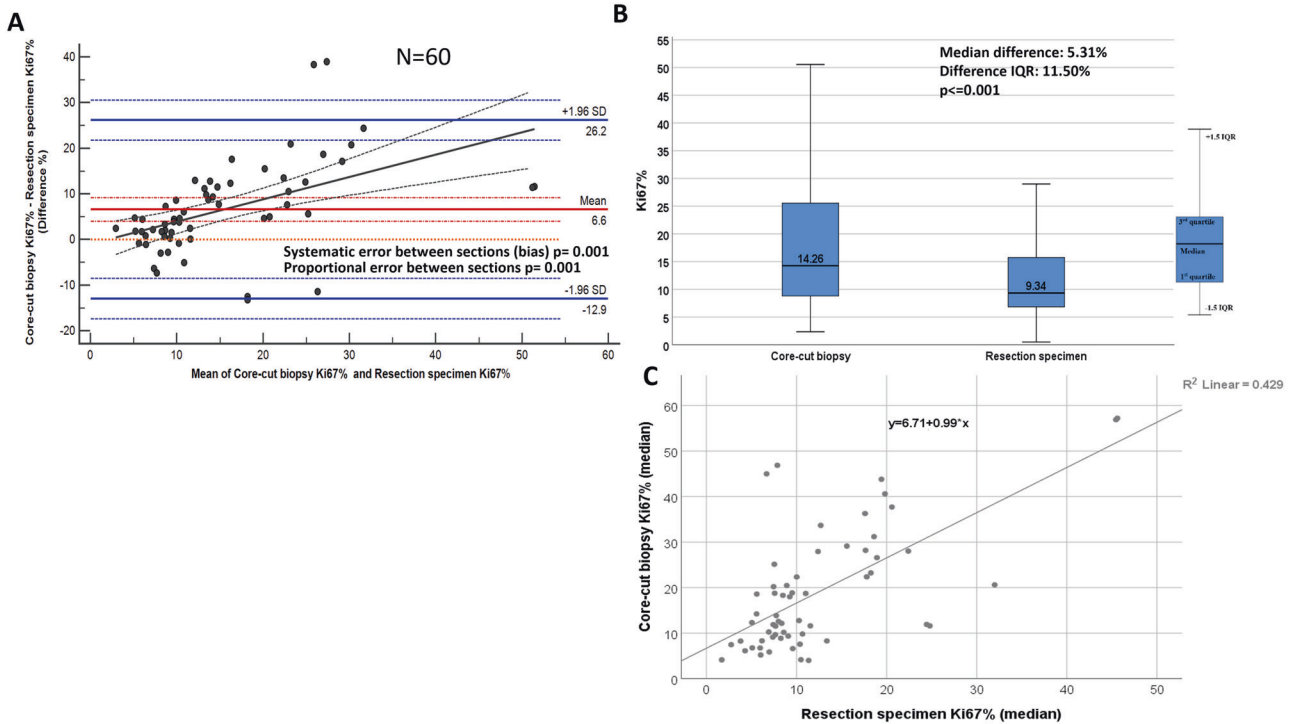 A
N=60
Core-cut biopsy Ki67% - Resection specimen Ki67%
(Difference %)
40
30
20
10
0
-10
-20
+1.96 SD
26.2
Mean
6.6
-1.96 SD
-12.9
Systematic error between sections (bias) p= 0.001
Proportional error between sections p= 0.001
0 10 20 30 40 50 60
Mean of Core-cut biopsy Ki67% and Resection specimen Ki67%
B
Median difference: 5.31%
Difference IQR: 11.50%
p<=0.001
Ki67%
55
50
45
40
35
30
25
20
15
10
5
0
14.26
9.34
Core-cut biopsy Resection specimen
+1.5 IQR
3rd quartile
Median
1st quartile
-1.5 IQR
C
R2 Linear = 0.429
y=6.71+0.99*x
Core-cut biopsy Ki67% (median)
60
50
40
30
20
10
0
0 10 20 30 40 50
Resection specimen Ki67% (median)